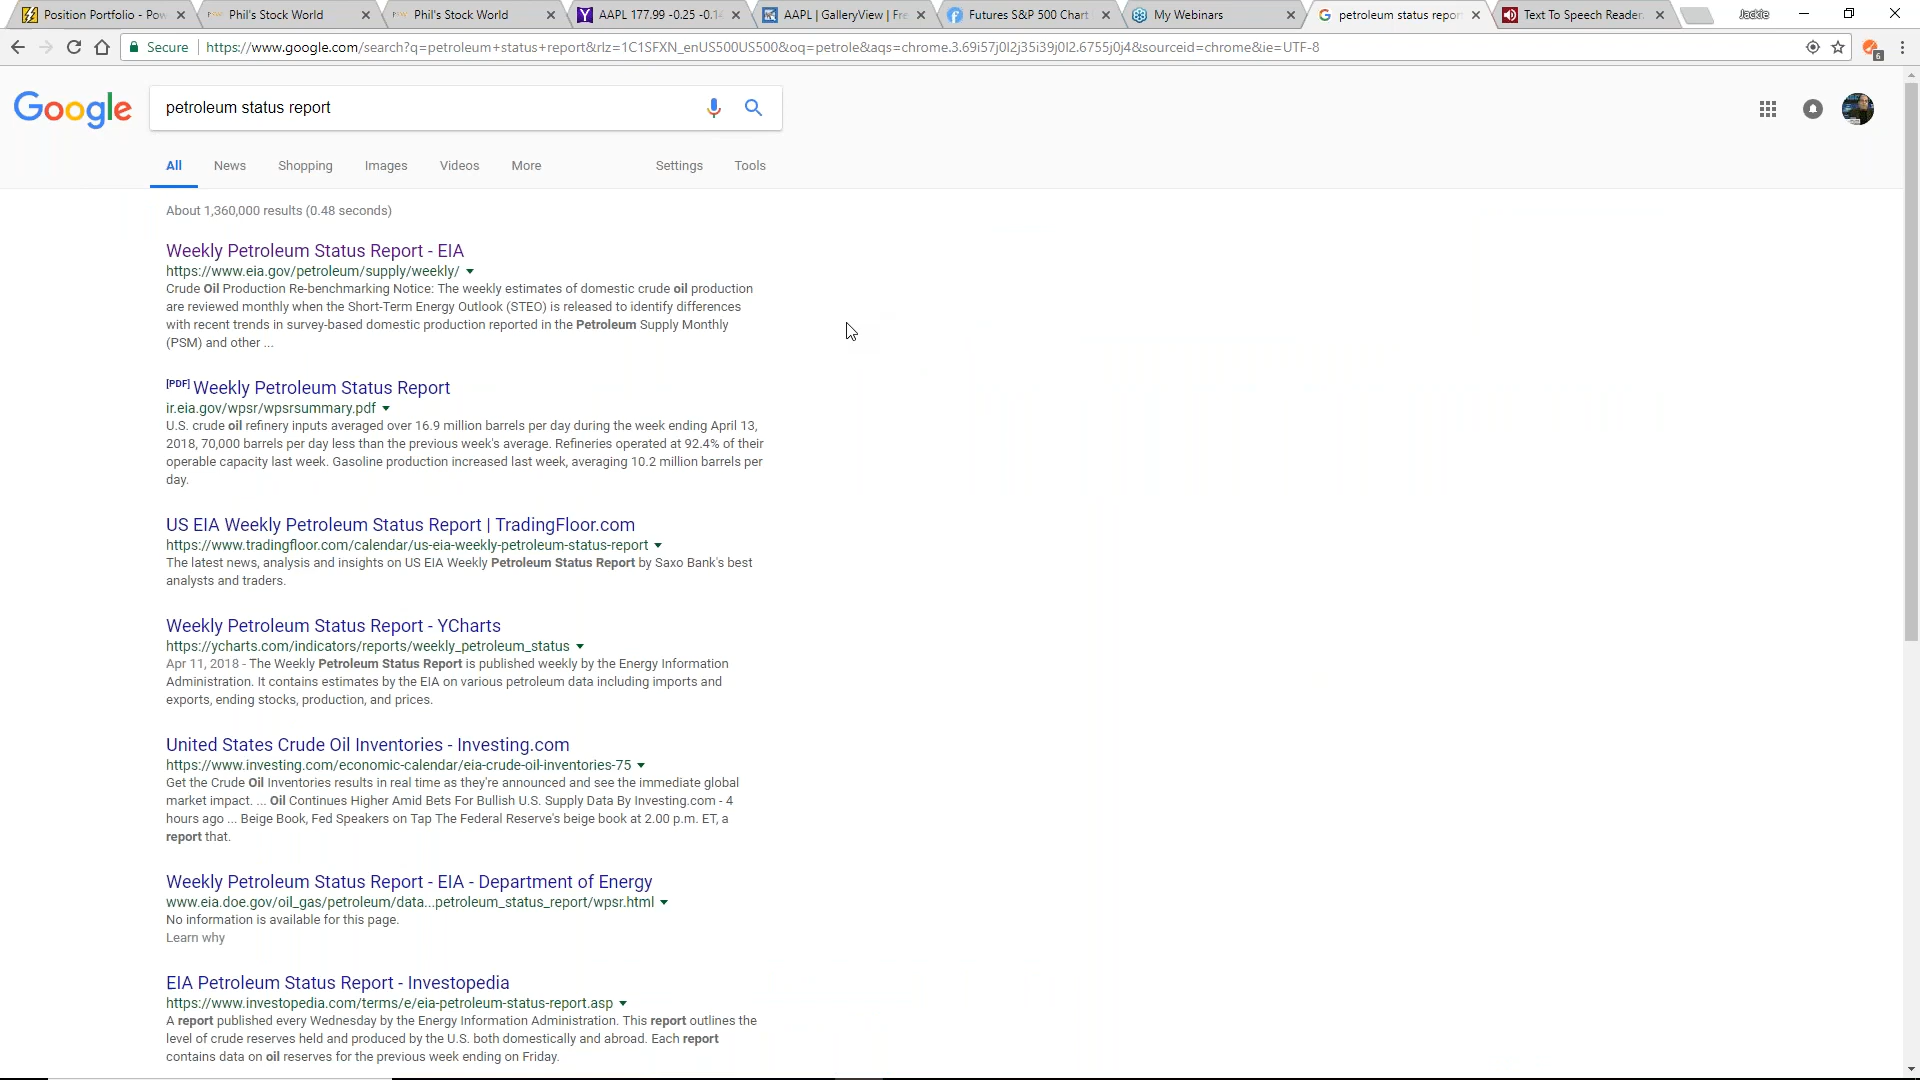 Position Portfolio - Pow
Phil's Stock World
Phil's Stock World
AAPL 177.99 -0.25 -0.14
AAPL | GalleryView | Fre
Futures S&P 500 Chart
My Webinars
petroleum status report
Text To Speech Reader
Jackie
Secure
https://www.google.com/search?q=petroleum+status+report&rlz=1C1SFXN_enUS500US500&oq=petrole&aqs=chrome.3.69i57j0l2j35i39j0l2.6755j0j4&sourceid=chrome&ie=UTF-8
6
Google
petroleum status report
All News Shopping Images Videos More Settings Tools
About 1,360,000 results (0.48 seconds)
Weekly Petroleum Status Report - EIA
https://www.eia.gov/petroleum/supply/weekly/
Crude Oil Production Re-benchmarking Notice: The weekly estimates of domestic crude oil production
are reviewed monthly when the Short-Term Energy Outlook (STEO) is released to identify differences
with recent trends in survey-based domestic production reported in the Petroleum Supply Monthly
(PSM) and other ...
[PDF] Weekly Petroleum Status Report
ir.eia.gov/wpsr/wpsrsummary.pdf
U.S. crude oil refinery inputs averaged over 16.9 million barrels per day during the week ending April 13,
2018, 70,000 barrels per day less than the previous week's average. Refineries operated at 92.4% of their
operable capacity last week. Gasoline production increased last week, averaging 10.2 million barrels per
day.
US EIA Weekly Petroleum Status Report | TradingFloor.com
https://www.tradingfloor.com/calendar/us-eia-weekly-petroleum-status-report
The latest news, analysis and insights on US EIA Weekly Petroleum Status Report by Saxo Bank's best
analysts and traders.
Weekly Petroleum Status Report - YCharts
https://ycharts.com/indicators/reports/weekly_petroleum_status
Apr 11, 2018 - The Weekly Petroleum Status Report is published weekly by the Energy Information
Administration. It contains estimates by the EIA on various petroleum data including imports and
exports, ending stocks, production, and prices.
United States Crude Oil Inventories - Investing.com
https://www.investing.com/economic-calendar/eia-crude-oil-inventories-75
Get the Crude Oil Inventories results in real time as they're announced and see the immediate global
market impact. ... Oil Continues Higher Amid Bets For Bullish U.S. Supply Data By Investing.com - 4
hours ago ... Beige Book, Fed Speakers on Tap The Federal Reserve's beige book at 2.00 p.m. ET, a
report that.
Weekly Petroleum Status Report - EIA - Department of Energy
www.eia.doe.gov/oil_gas/petroleum/data...petroleum_status_report/wpsr.html
No information is available for this page.
Learn why
EIA Petroleum Status Report - Investopedia
https://www.investopedia.com/terms/e/eia-petroleum-status-report.asp
A report published every Wednesday by the Energy Information Administration. This report outlines the
level of crude reserves held and produced by the U.S. both domestically and abroad. Each report
contains data on oil reserves for the previous week ending on Friday.